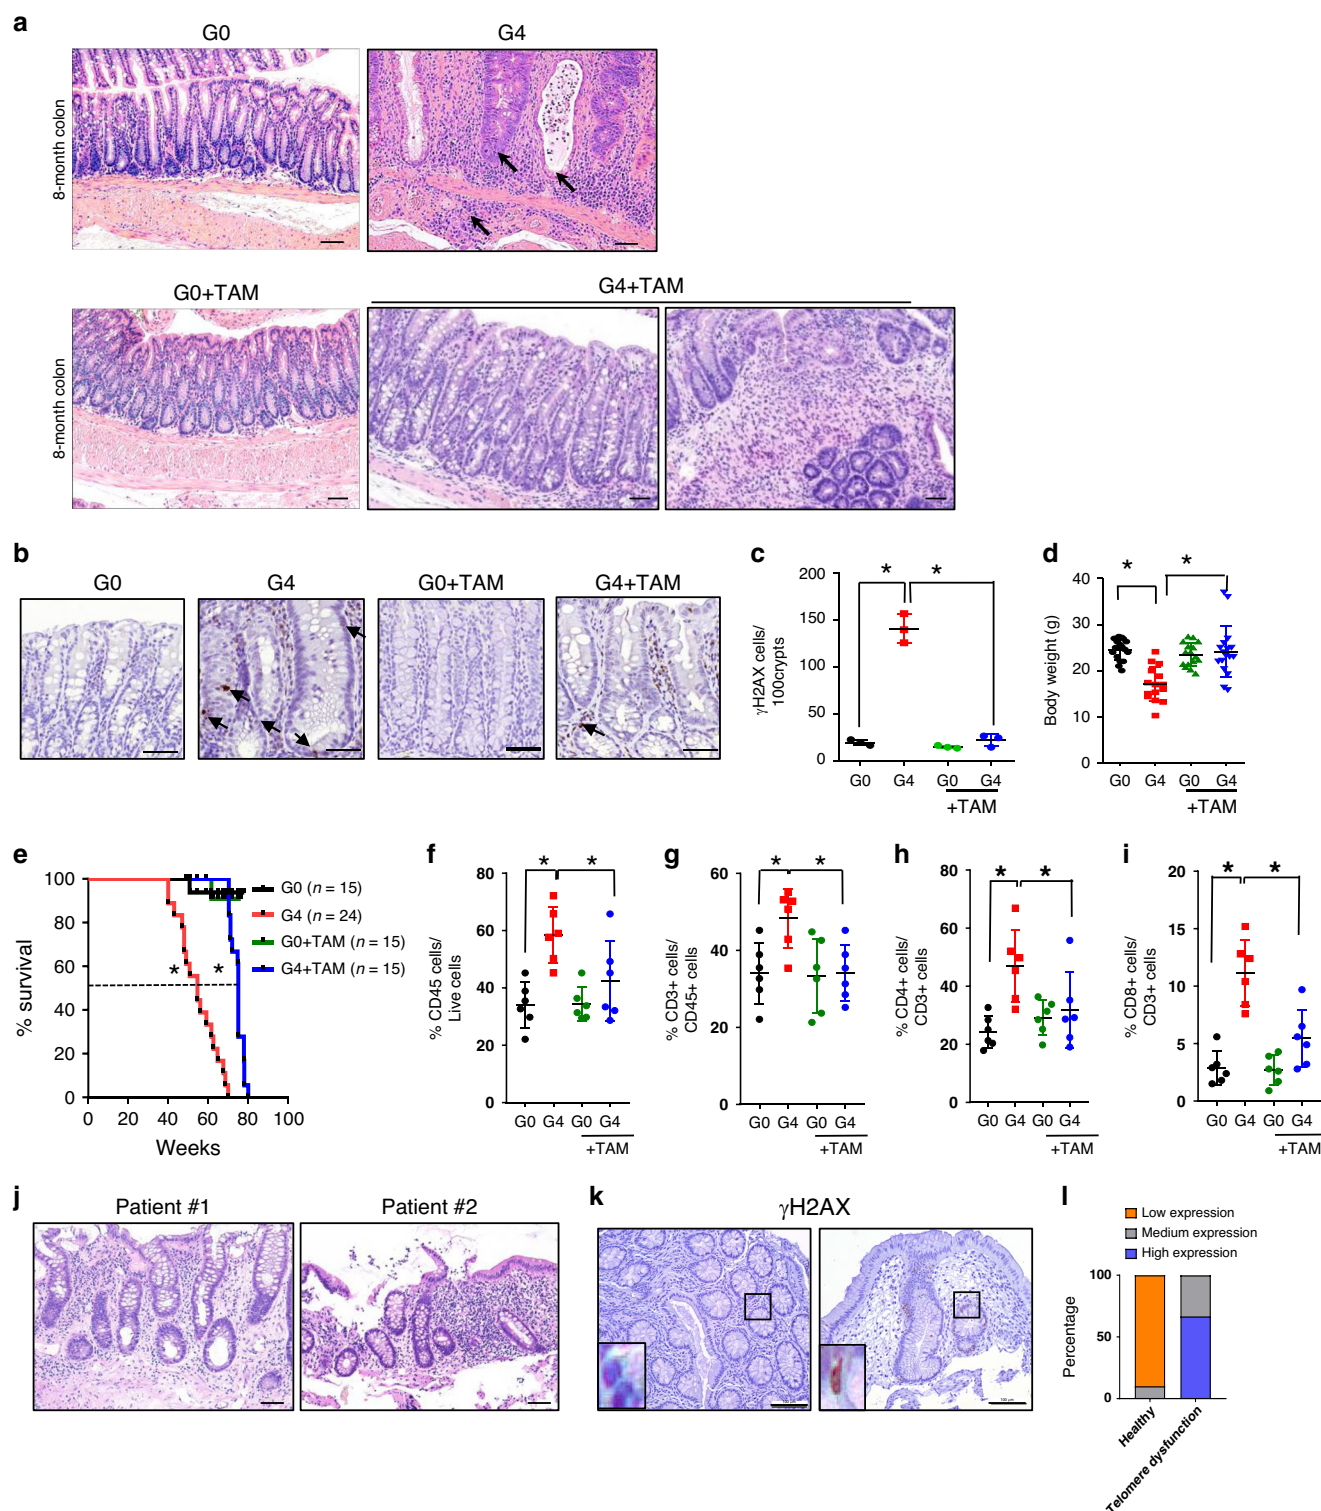 a
G0
G4
8-month colon
G0+TAM
G4+TAM
8-month colon
b
G0
G4
G0+TAM
G4+TAM
c
γH2AX cells/
100crypts
200
150
100
50
0
* *
G0 G4 G0 G4
+TAM
d
Body weight (g)
40
30
20
10
0
* *
G0 G4 G0 G4
+TAM
e
% survival
100
80
60
40
20
0
* *
0 20 40 60 80 100
Weeks
G0 (n = 15)
G4 (n = 24)
G0+TAM (n = 15)
G4+TAM (n = 15)
f
% CD45 cells/
Live cells
80
60
40
20
0
* *
G0 G4 G0 G4
+TAM
g
% CD3+ cells/
CD45+ cells
60
40
20
0
* *
G0 G4 G0 G4
+TAM
h
% CD4+ cells/
CD3+ cells
80
60
40
20
0
* *
G0 G4 G0 G4
+TAM
i
% CD8+ cells/
CD3+ cells
20
15
10
5
0
* *
G0 G4 G0 G4
+TAM
j
Patient #1
Patient #2
k
γH2AX
100 μm
100 μm
l
Low expression
Medium expression
High expression
Percentage
100
50
0
Healthy
Telomere dysfunction